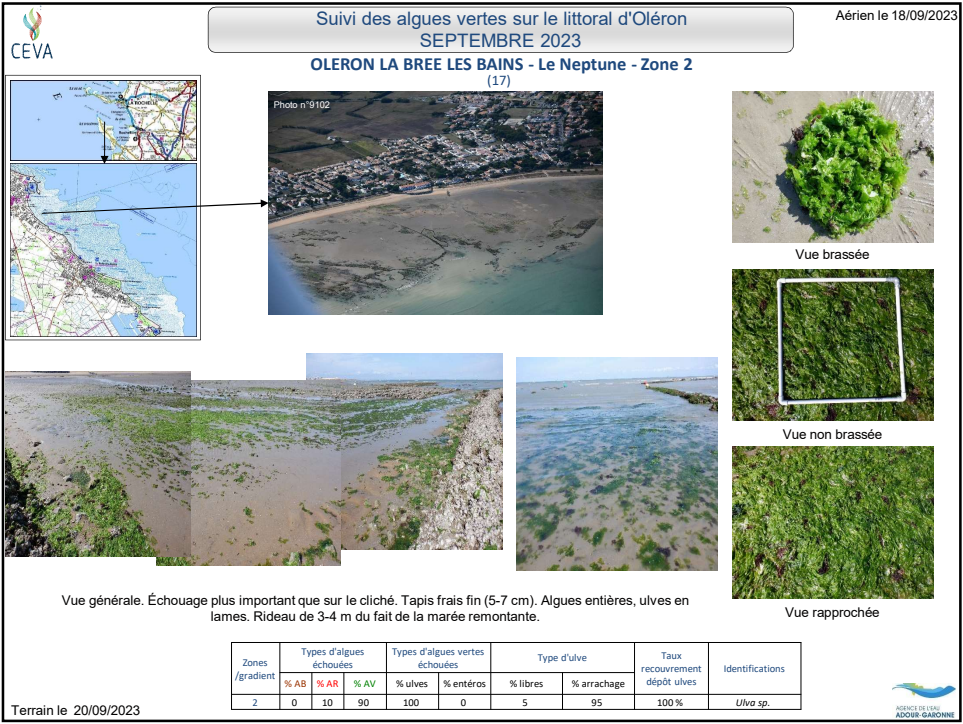 CEVA
Suivi des algues vertes sur le littoral d'Oléron
SEPTEMBRE 2023
Aérien le 18/09/2023
OLERON LA BREE LES BAINS - Le Neptune - Zone 2
(17)
LA ROCHELLE
Photo n°9102
Vue brassée
Vue non brassée
Vue rapprochée
Vue générale. Échouage plus important que sur le cliché. Tapis frais fin (5-7 cm). Algues entières, ulves en
lames. Rideau de 3-4 m du fait de la marée remontante.
Zones /gradient Types d'algues échouées Types d'algues vertes échouées Type d'ulve Taux recouvrement dépôt ulves Identifications
% AB % AR % AV % ulves % entéros % libres % arrachage
2 0 10 90 100 0 5 95 100 % Ulva sp.
Terrain le 20/09/2023
AGENCE DE L'EAU
ADOUR-GARONNE